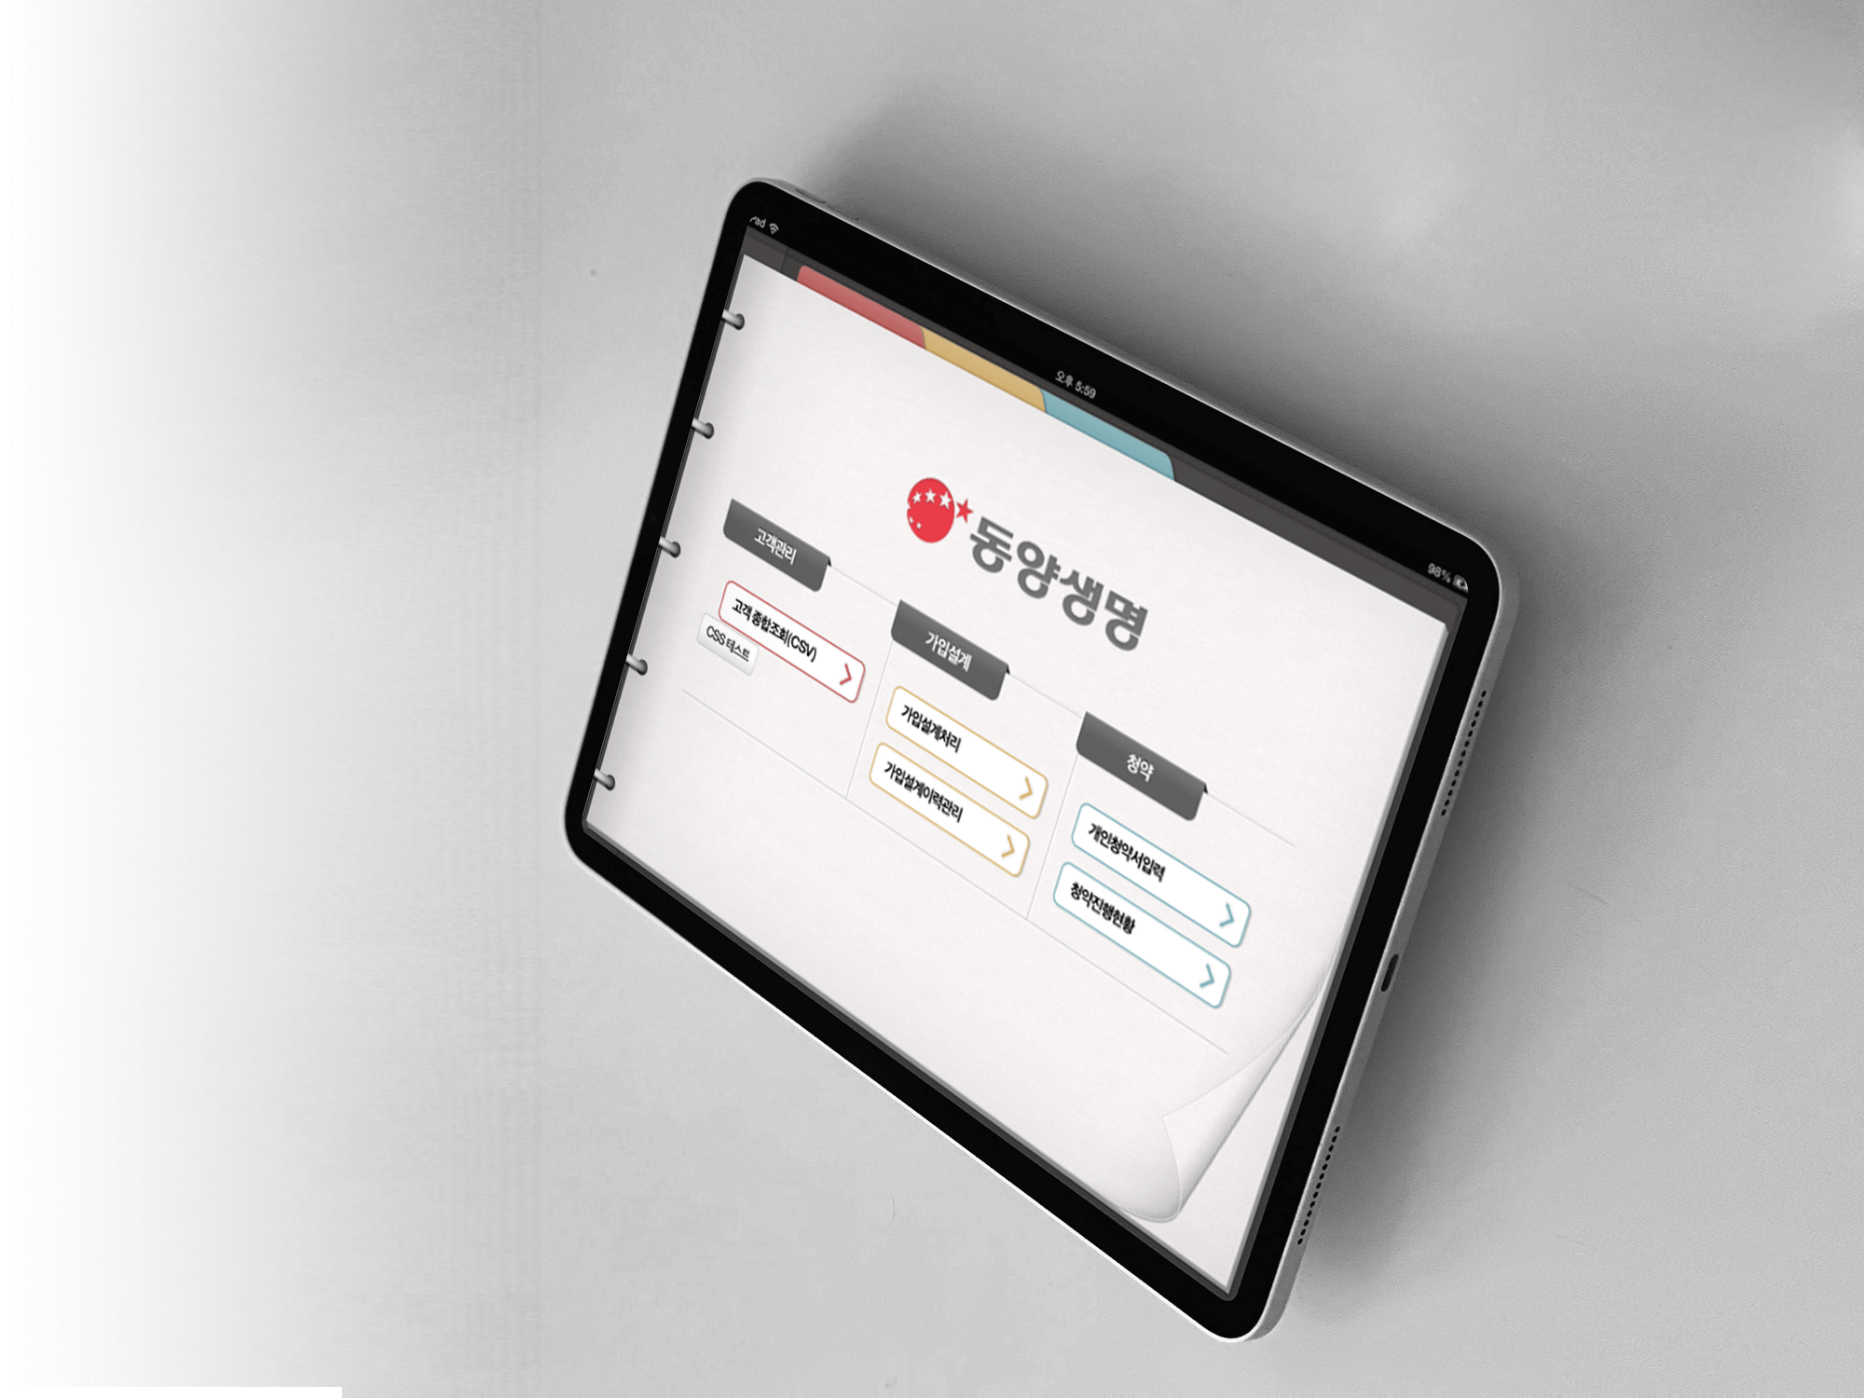 오후 5:59
98%
동양생명
고객관리
고객 종합조회(CSV)
CSS 테스트
가입설계
가입설계처리
가입설계이력관리
청약
개인청약서입력
청약진행현황